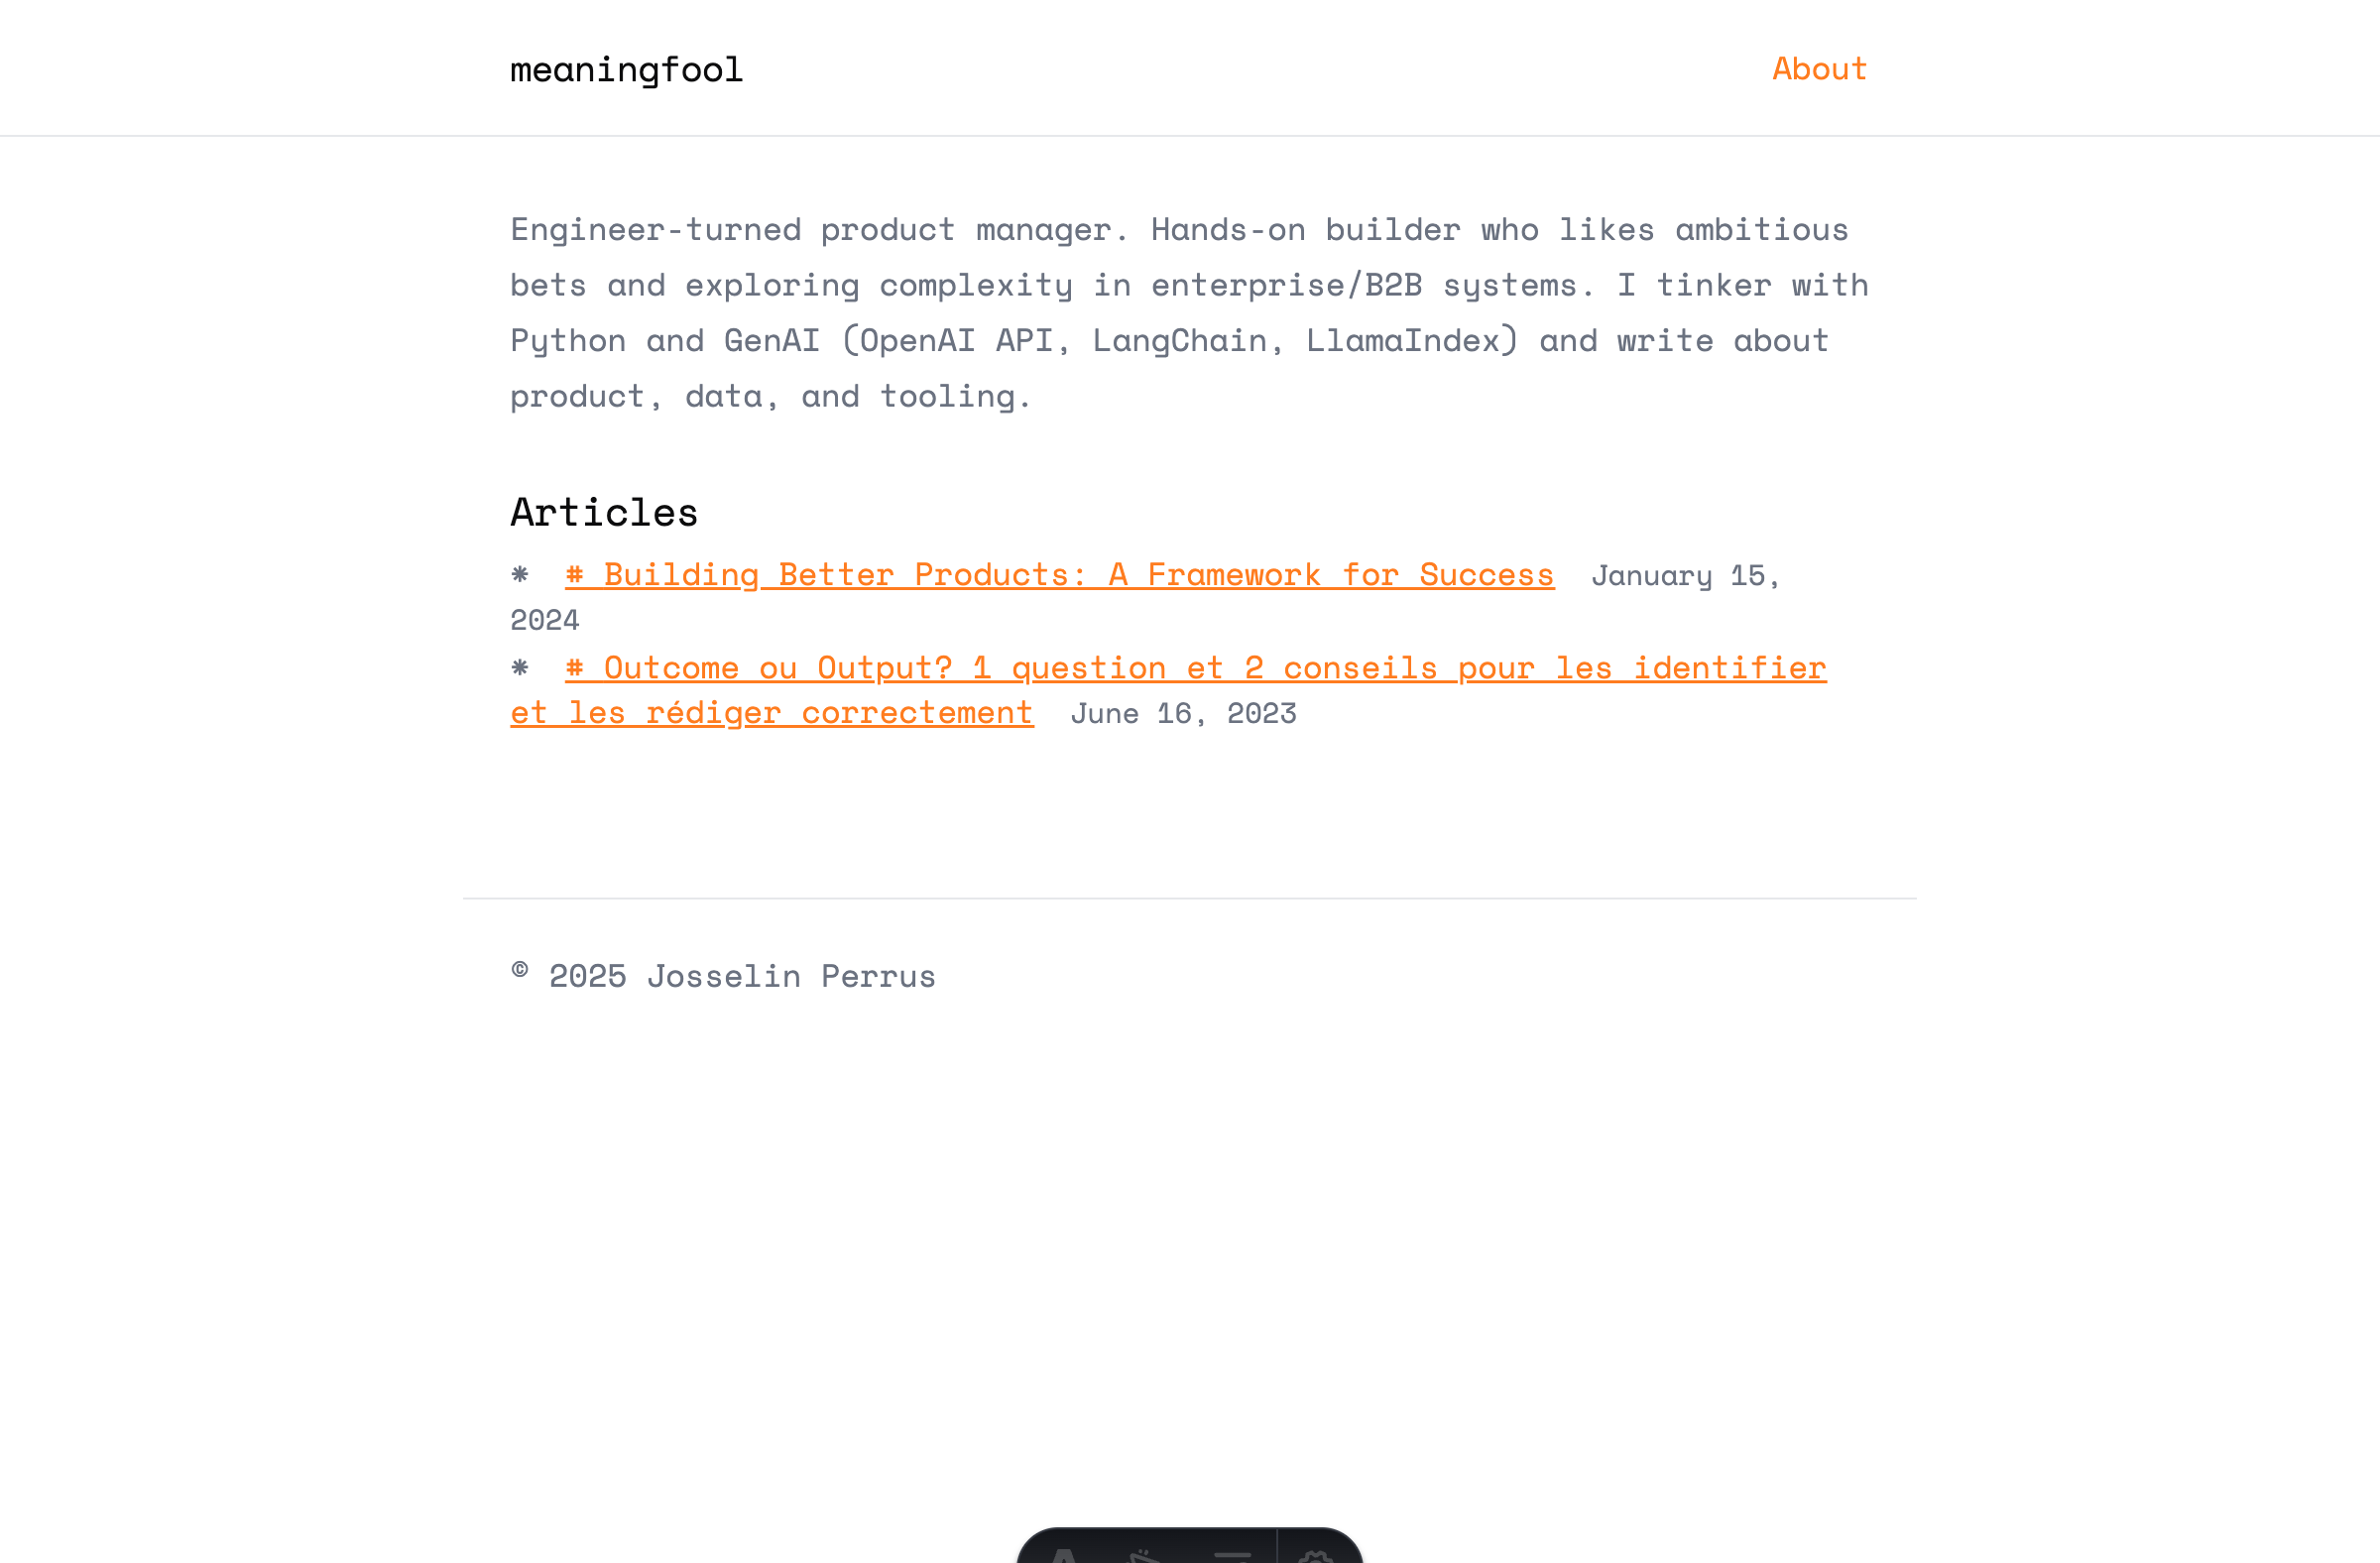 meaningfool
About
Engineer-turned product manager. Hands-on builder who likes ambitious
bets and exploring complexity in enterprise/B2B systems. I tinker with
Python and GenAI (OpenAI API, LangChain, LlamaIndex) and write about
product, data, and tooling.
Articles
* # Building Better Products: A Framework for Success January 15,
2024
* # Outcome ou Output? 1 question et 2 conseils pour les identifier
et les rédiger correctement June 16, 2023
© 2025 Josselin Perrus